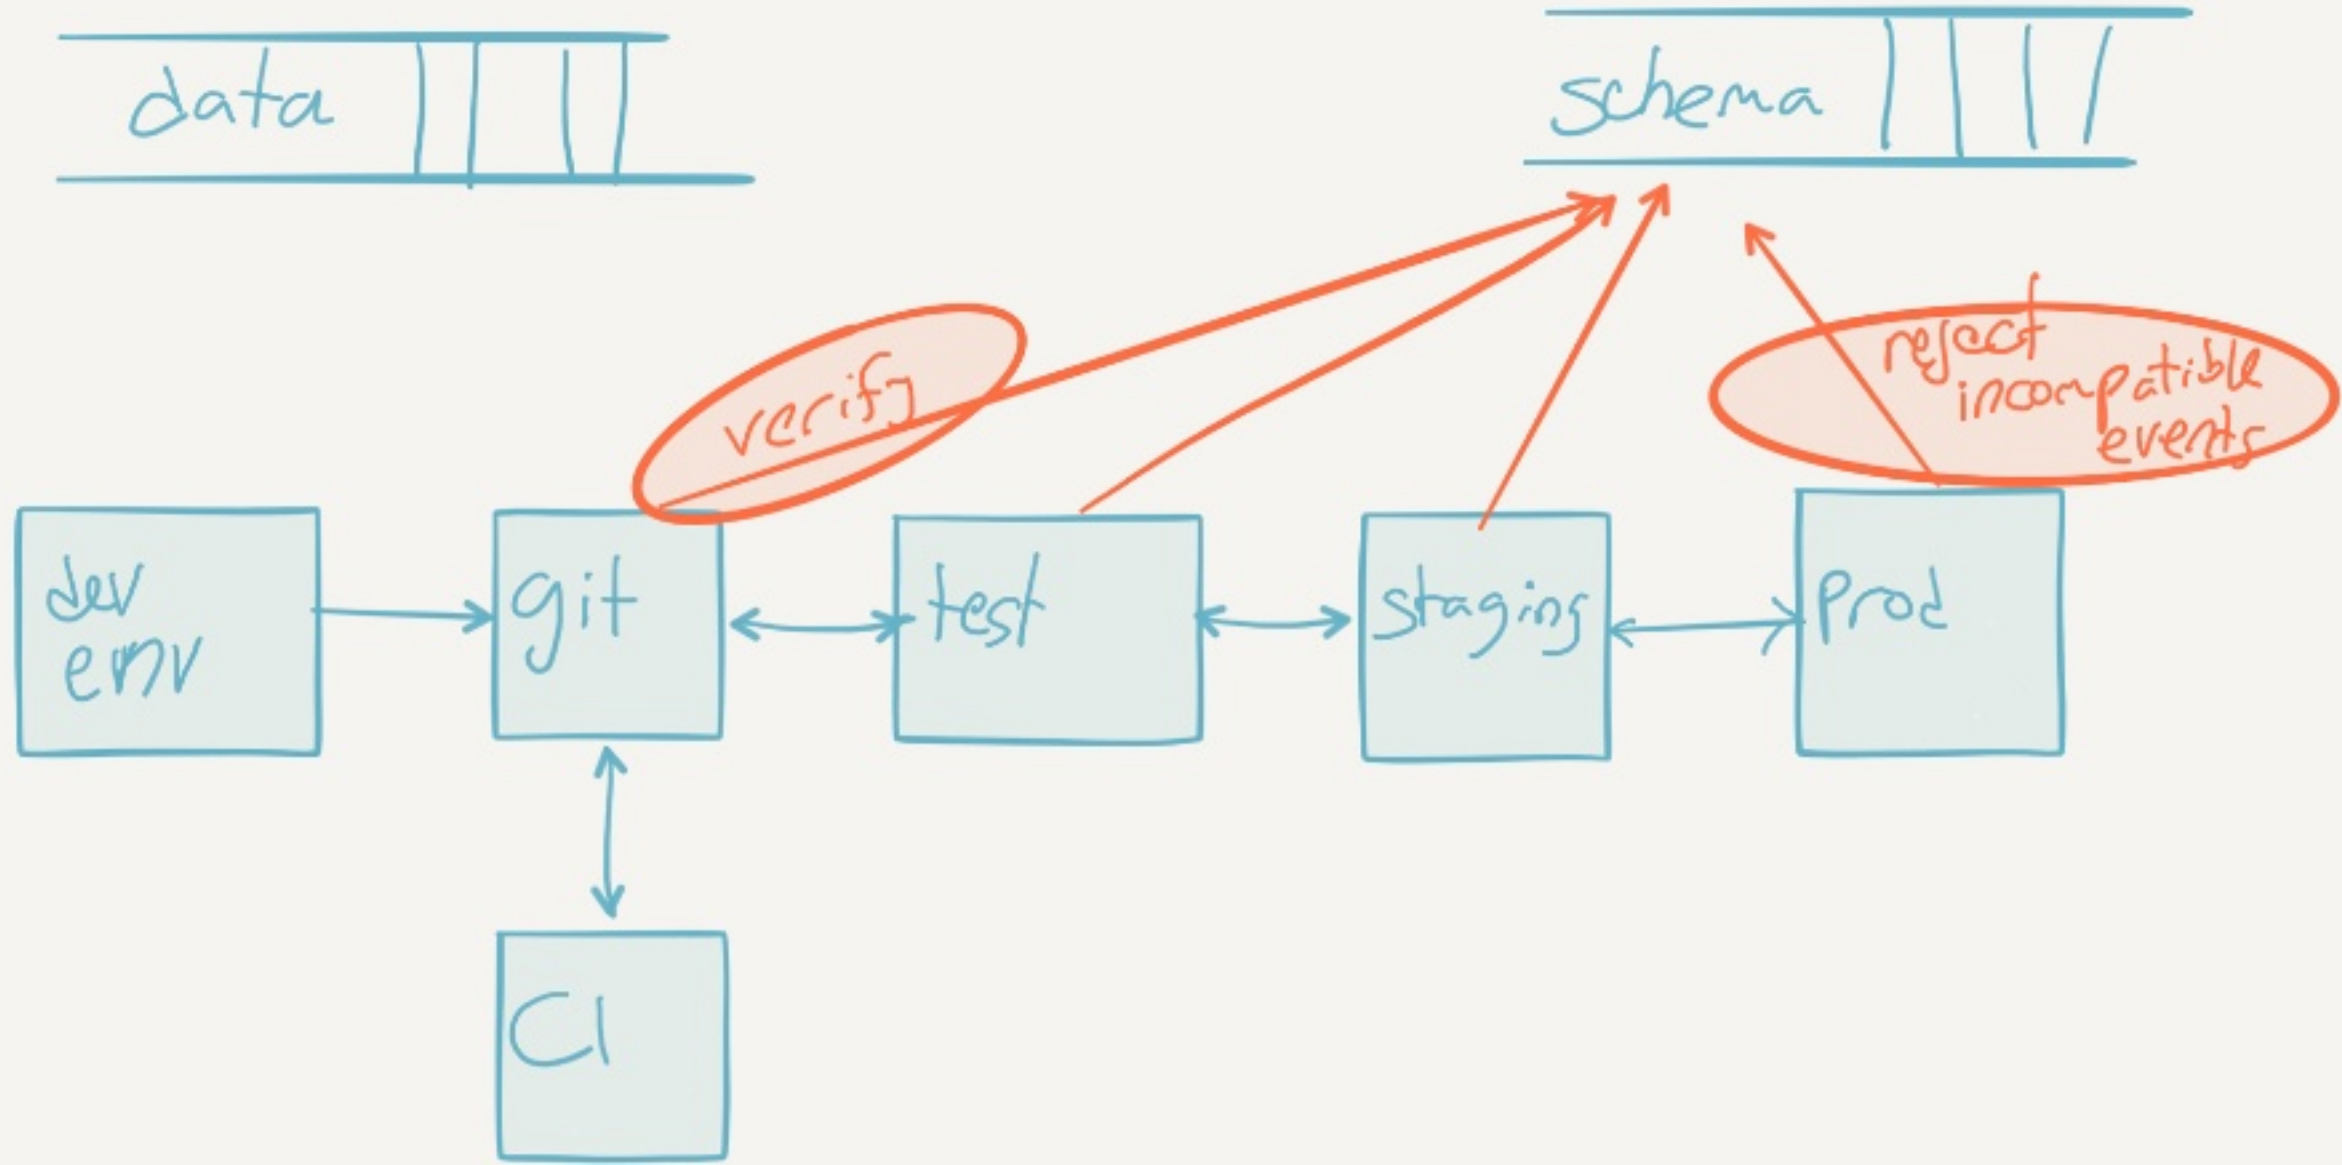 data
schema
verify
reject
incompatible
events
dev
env
git
test
staging
prod
CI